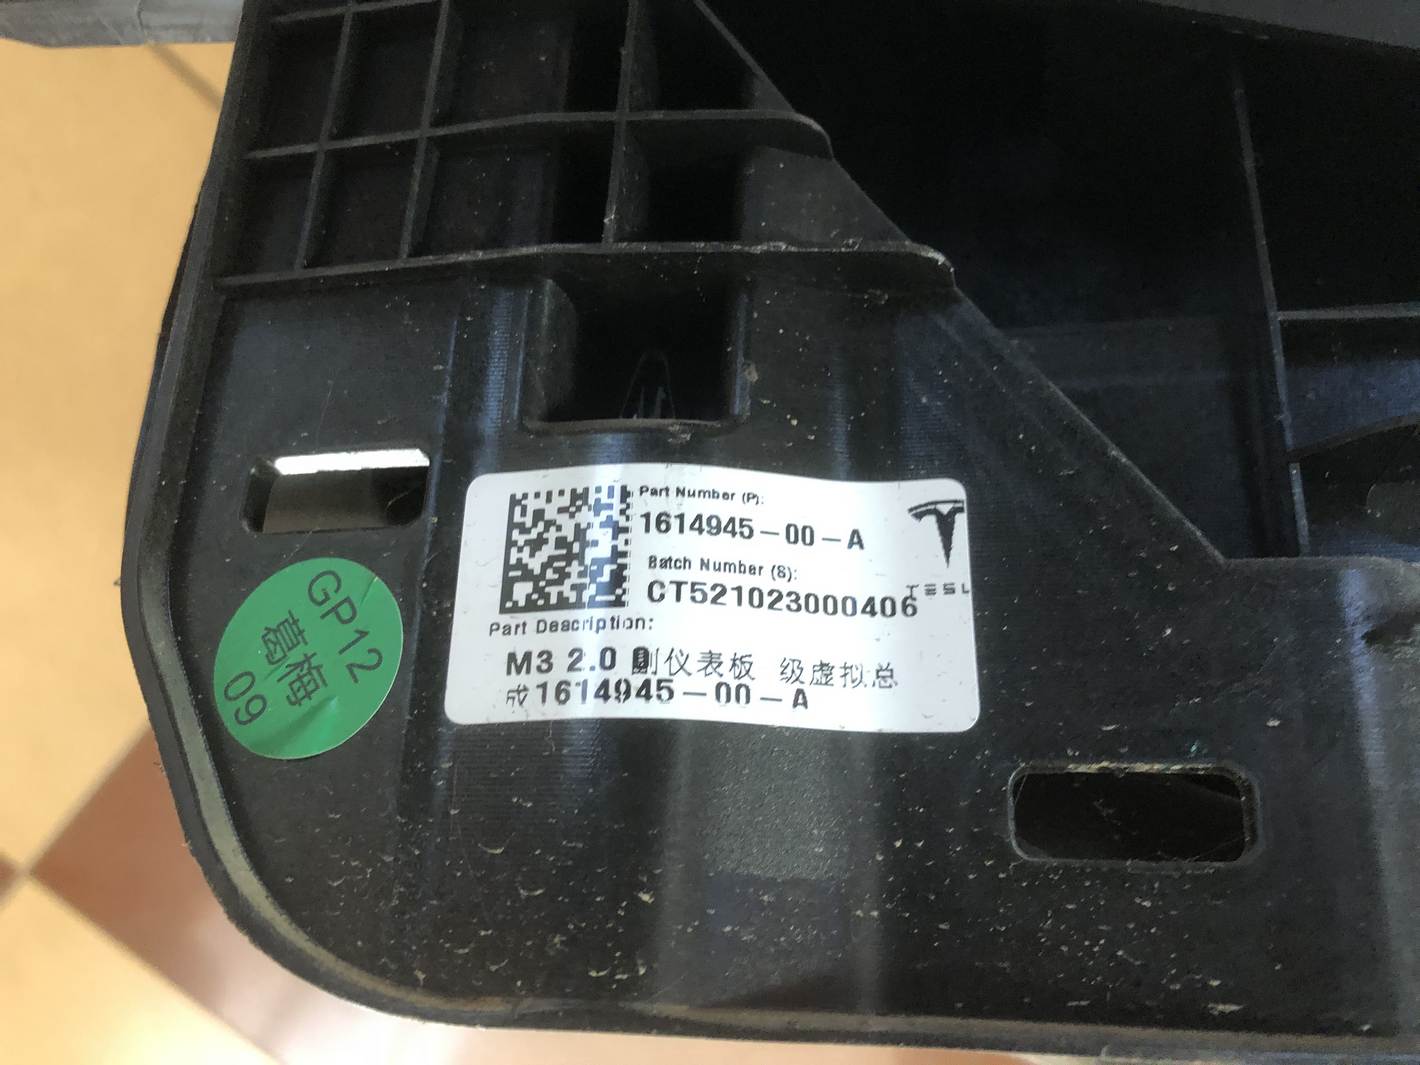 Part Number (P):
1614945-00-A
Batch Number (S):
CT521023000406
TESL
Part Description:
M3 2.0 副仪表板 级虚拟总
成1614945-00-A
GP12
葛梅
09